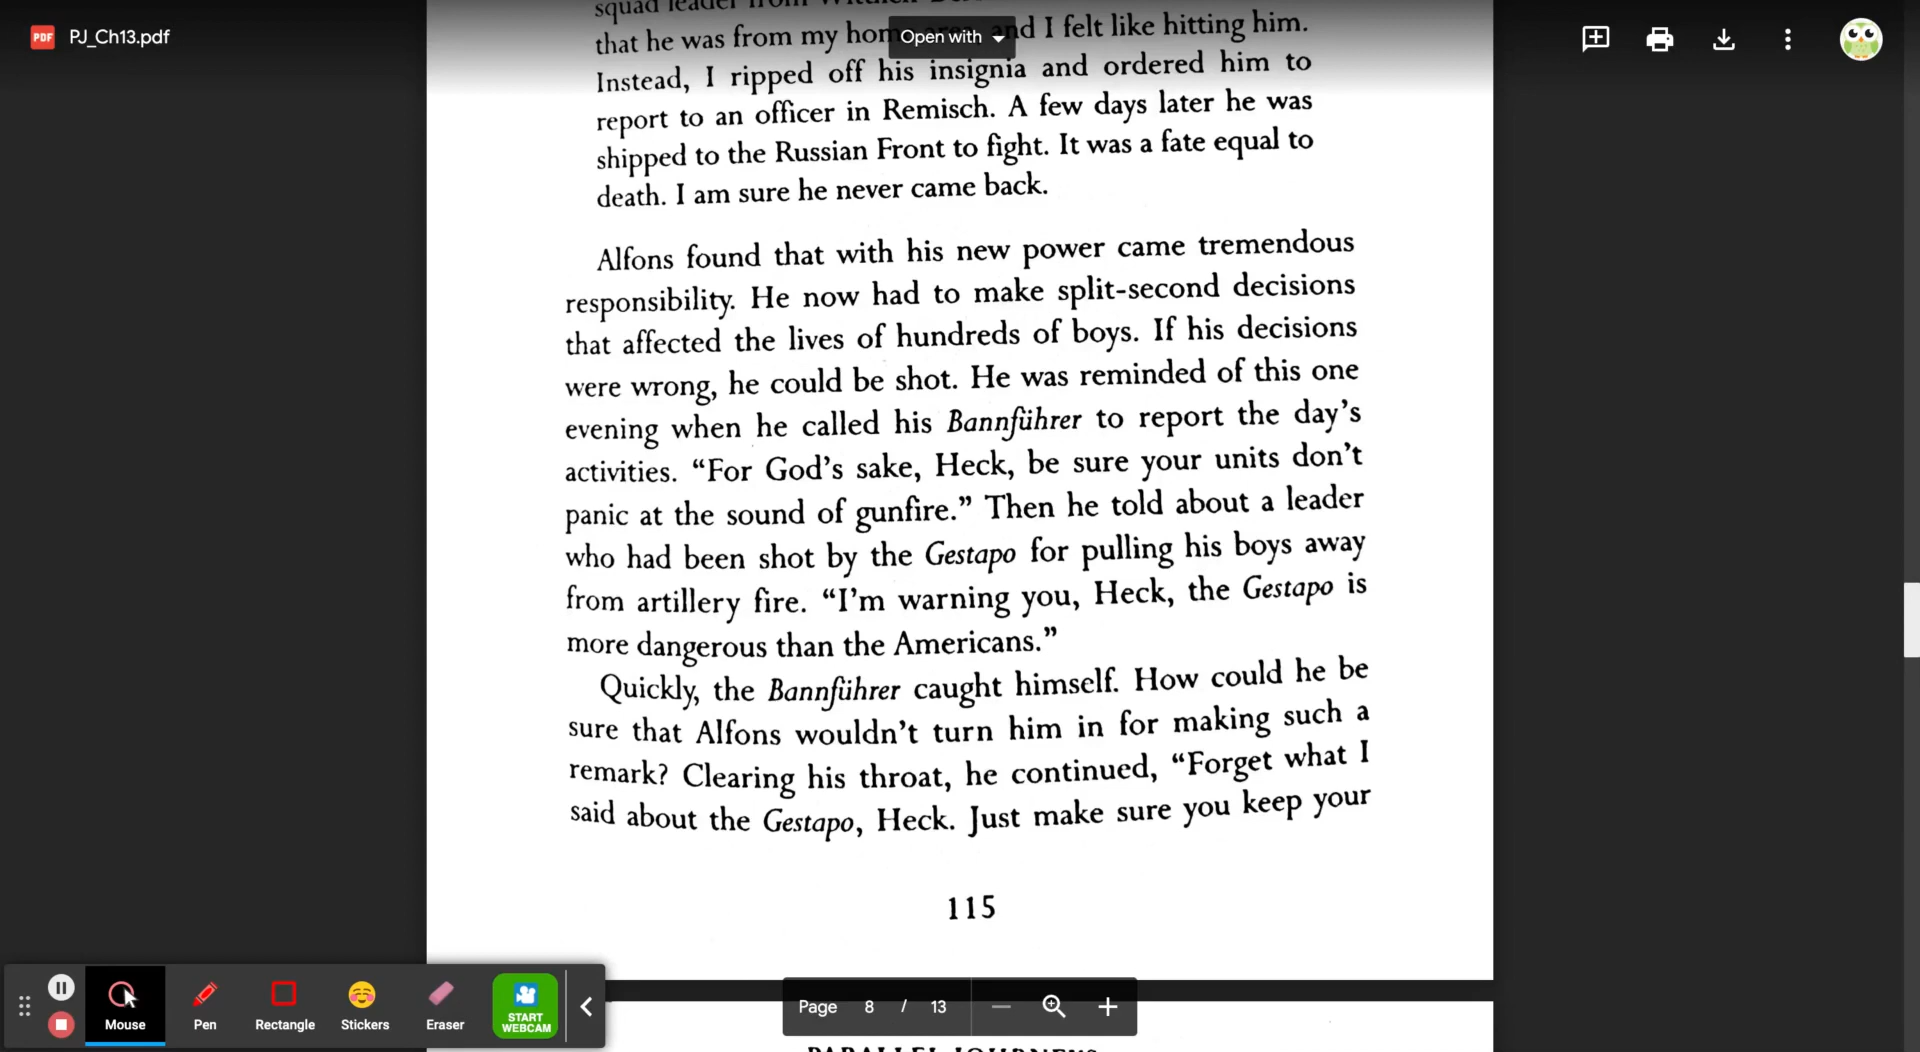 PDF PJ_Ch13.pdf
Open with
squad leader from
that he was from my home and I felt like hitting him.
Instead, I ripped off his insignia and ordered him to
report to an officer in Remisch. A few days later he was
shipped to the Russian Front to fight. It was a fate equal to
death. I am sure he never came back.
Alfons found that with his new power came tremendous
responsibility. He now had to make split-second decisions
that affected the lives of hundreds of boys. If his decisions
were wrong, he could be shot. He was reminded of this one
evening when he called his Bannführer to report the day's
activities. “For God's sake, Heck, be sure your units don't
panic at the sound of gunfire.” Then he told about a leader
who had been shot by the Gestapo for pulling his boys away
from artillery fire. “I'm warning you, Heck, the Gestapo is
more dangerous than the Americans.”
Quickly, the Bannführer caught himself. How could he be
sure that Alfons wouldn't turn him in for making such a
remark? Clearing his throat, he continued, “Forget what I
said about the Gestapo, Heck. Just make sure you keep your
115
Mouse Pen Rectangle Stickers Eraser START WEBCAM
Page 8 / 13
PARALLEL JOURNEYS